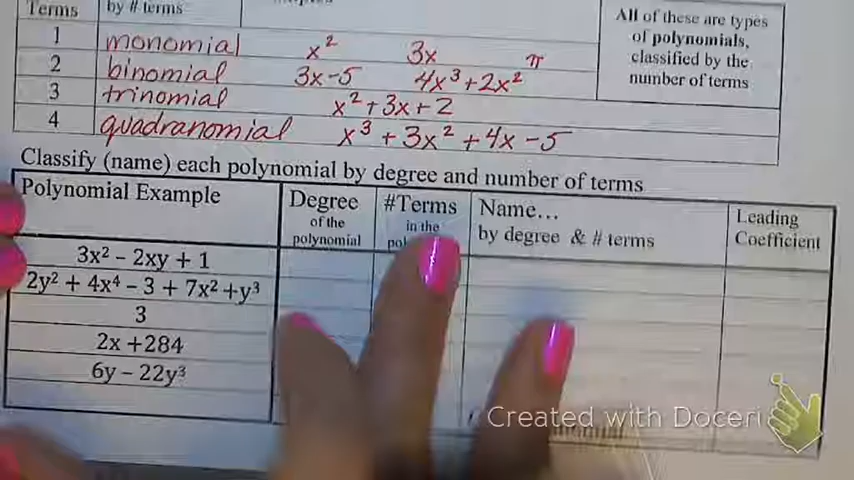 Terms by # terms
1 monomial x² 3x π
2 binomial 3x-5 4x³+2x²
3 trinomial x²+3x+2
4 quadranomial x³+3x²+4x-5
All of these are types
of polynomials,
classified by the
number of terms
Classify (name) each polynomial by degree and number of terms
Polynomial Example
Degree
of the
polynomial
#Terms
in the
Name...
by degree & # terms
Leading
Coefficient
3x² – 2xy + 1
2y² + 4x⁴ – 3 + 7x² +y³
3
2x +284
6y – 22y³
Created with Doceri